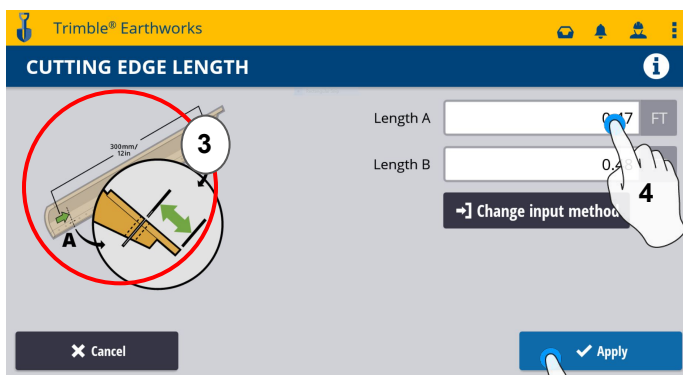 Trimble® Earthworks
CUTTING EDGE LENGTH
300mm/
12in
3
A
Length A
FT
Length B
Change input method
4
Cancel
Apply